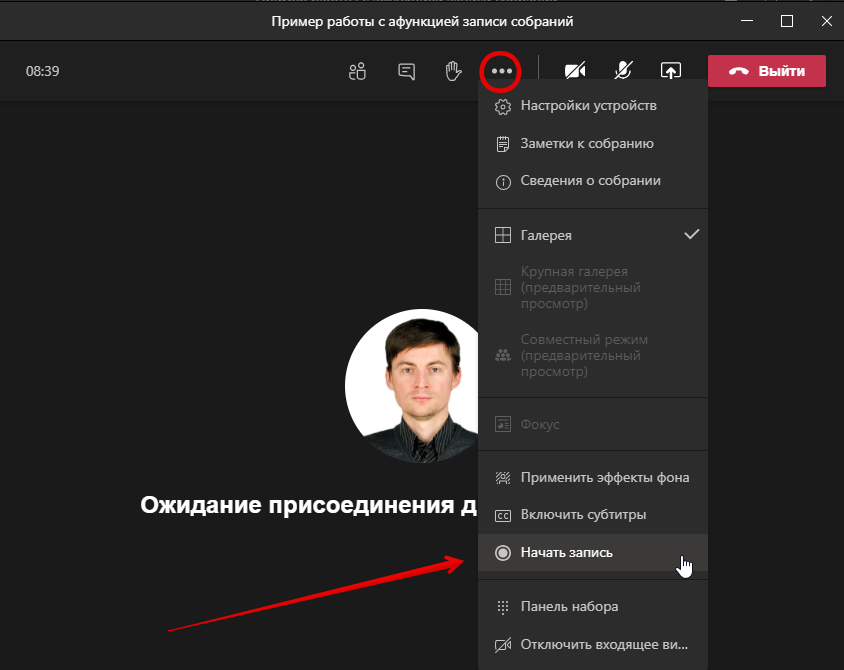 Пример работы с афункцией записи собраний
08:39
Выйти
Настройки устройств
Заметки к собранию
Сведения о собрании
Галерея
Крупная галерея
(предварительный
просмотр)
Совместный режим
(предварительный
просмотр)
Фокус
Применить эффекты фона
Ожидание присоединения д
CC
Включить субтитры
Начать запись
Панель набора
Отключить входящее ви...